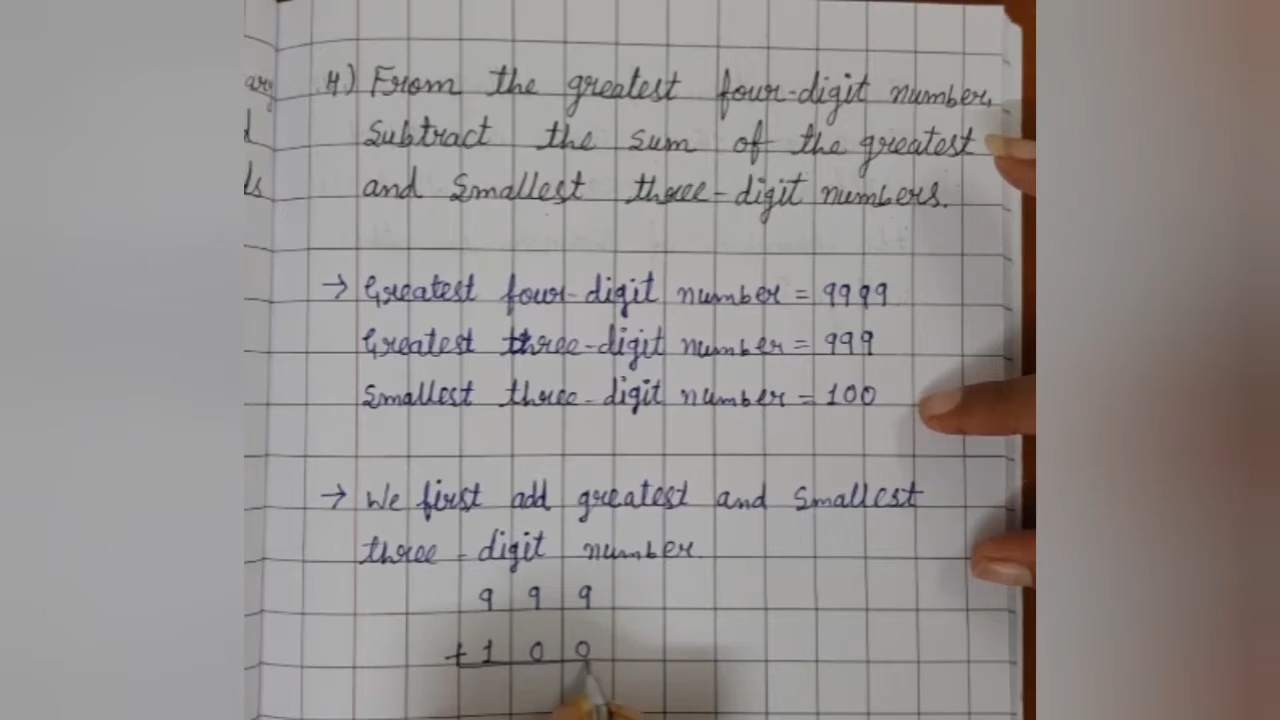 ary
d
ds
4) From the greatest four-digit number,
Subtract the sum of the greatest
and Smallest three-digit numbers.
→ Greatest four-digit number = 9999
Greatest three-digit number = 999
Smallest three-digit number = 100
→ We first add greatest and Smallest
three-digit number.
9 9 9
+ 1 0 0